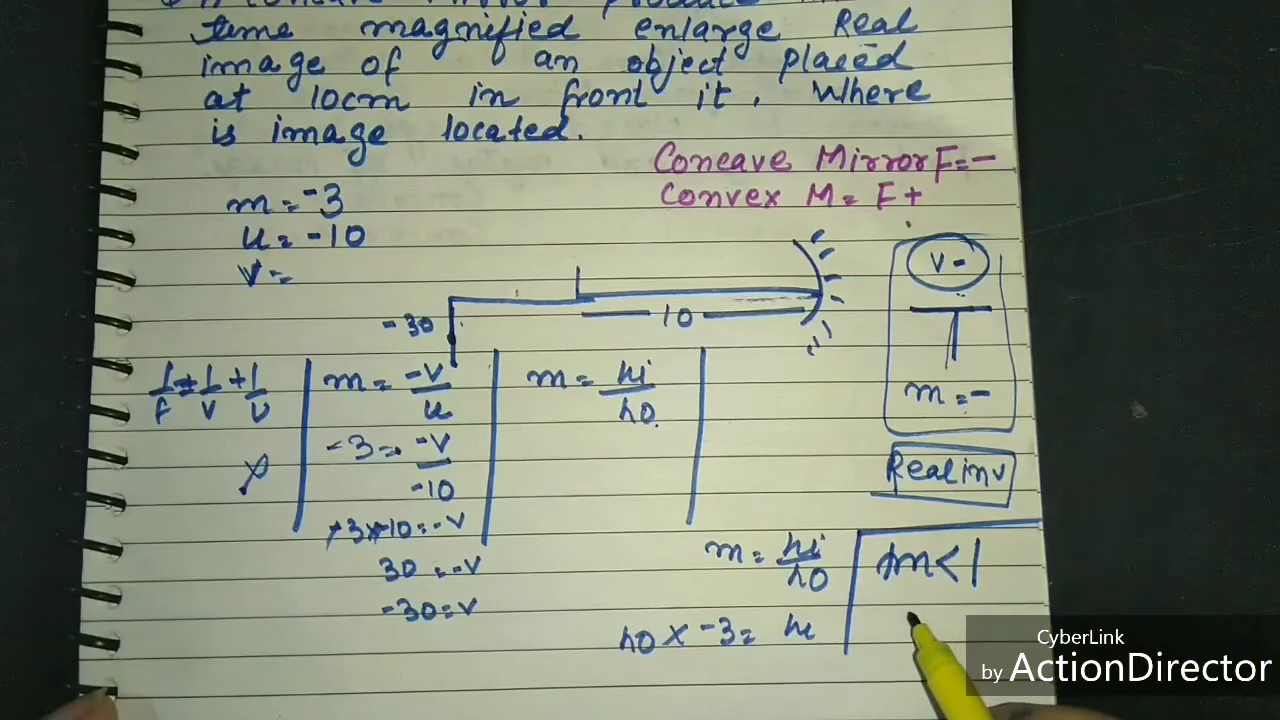 time magnified enlarge Real
image of an object placed
at 10cm in front it. Where
is image located.
Concave Mirror F=-
Convex M= F+
m=-3
u=-10
v=
v=-
10
-30
m=-
Real inv
1/f = 1/v + 1/u
m = -v/u
-3 = -v/-10
-3x-10=-v
30=-v
-30=v
m = hi/ho
m = hi/ho
ho x -3 = hi
m<1
CyberLink
by ActionDirector